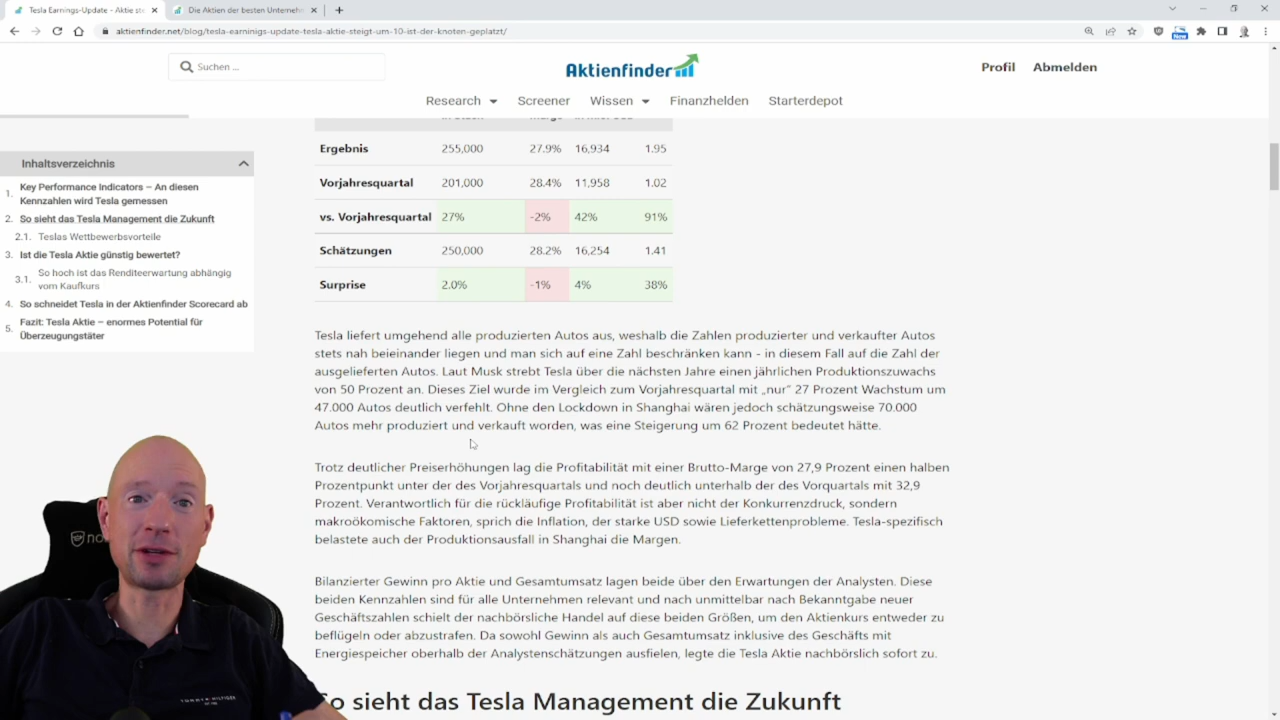 Tesla Earnings-Update - Aktie ste
Die Aktien der besten Unternehm
aktienfinder.net/blog/tesla-earninigs-update-tesla-aktie-steigt-um-10-ist-der-knoten-geplatzt/
New
Suchen ...
Aktienfinder
Profil Abmelden
Research Screener Wissen Finanzhelden Starterdepot
Inhaltsverzeichnis
1. Key Performance Indicators – An diesen
Kennzahlen wird Tesla gemessen
2. So sieht das Tesla Management die Zukunft
2.1. Teslas Wettbewerbsvorteile
3. Ist die Tesla Aktie günstig bewertet?
3.1. So hoch ist das Renditeerwartung abhängig
vom Kaufkurs
4. So schneidet Tesla in der Aktienfinder Scorecard ab
5. Fazit: Tesla Aktie – enormes Potential für
Überzeugungstäter
Ergebnis 255,000 27.9% 16,934 1.95
Vorjahresquartal 201,000 28.4% 11,958 1.02
vs. Vorjahresquartal 27% -2% 42% 91%
Schätzungen 250,000 28.2% 16,254 1.41
Surprise 2.0% -1% 4% 38%
Tesla liefert umgehend alle produzierten Autos aus, weshalb die Zahlen produzierter und verkaufter Autos
stets nah beieinander liegen und man sich auf eine Zahl beschränken kann - in diesem Fall auf die Zahl der
ausgelieferten Autos. Laut Musk strebt Tesla über die nächsten Jahre einen jährlichen Produktionszuwachs
von 50 Prozent an. Dieses Ziel wurde im Vergleich zum Vorjahresquartal mit „nur" 27 Prozent Wachstum um
47.000 Autos deutlich verfehlt. Ohne den Lockdown in Shanghai wären jedoch schätzungsweise 70.000
Autos mehr produziert und verkauft worden, was eine Steigerung um 62 Prozent bedeutet hätte.
Trotz deutlicher Preiserhöhungen lag die Profitabilität mit einer Brutto-Marge von 27,9 Prozent einen halben
Prozentpunkt unter der des Vorjahresquartals und noch deutlich unterhalb der des Vorquartals mit 32,9
Prozent. Verantwortlich für die rückläufige Profitabilität ist aber nicht der Konkurrenzdruck, sondern
makroökomische Faktoren, sprich die Inflation, der starke USD sowie Lieferkettenprobleme. Tesla-spezifisch
belastete auch der Produktionsausfall in Shanghai die Margen.
Bilanzierter Gewinn pro Aktie und Gesamtumsatz lagen beide über den Erwartungen der Analysten. Diese
beiden Kennzahlen sind für alle Unternehmen relevant und nach unmittelbar nach Bekanntgabe neuer
Geschäftszahlen schielt der nachbörsliche Handel auf diese beiden Größen, um den Aktienkurs entweder zu
beflügeln oder abzustrafen. Da sowohl Gewinn als auch Gesamtumsatz inklusive des Geschäfts mit
Energiespeicher oberhalb der Analystenschätzungen ausfielen, legte die Tesla Aktie nachbörslich sofort zu.
So sieht das Tesla Management die Zukunft
TOMMY HILFIGER